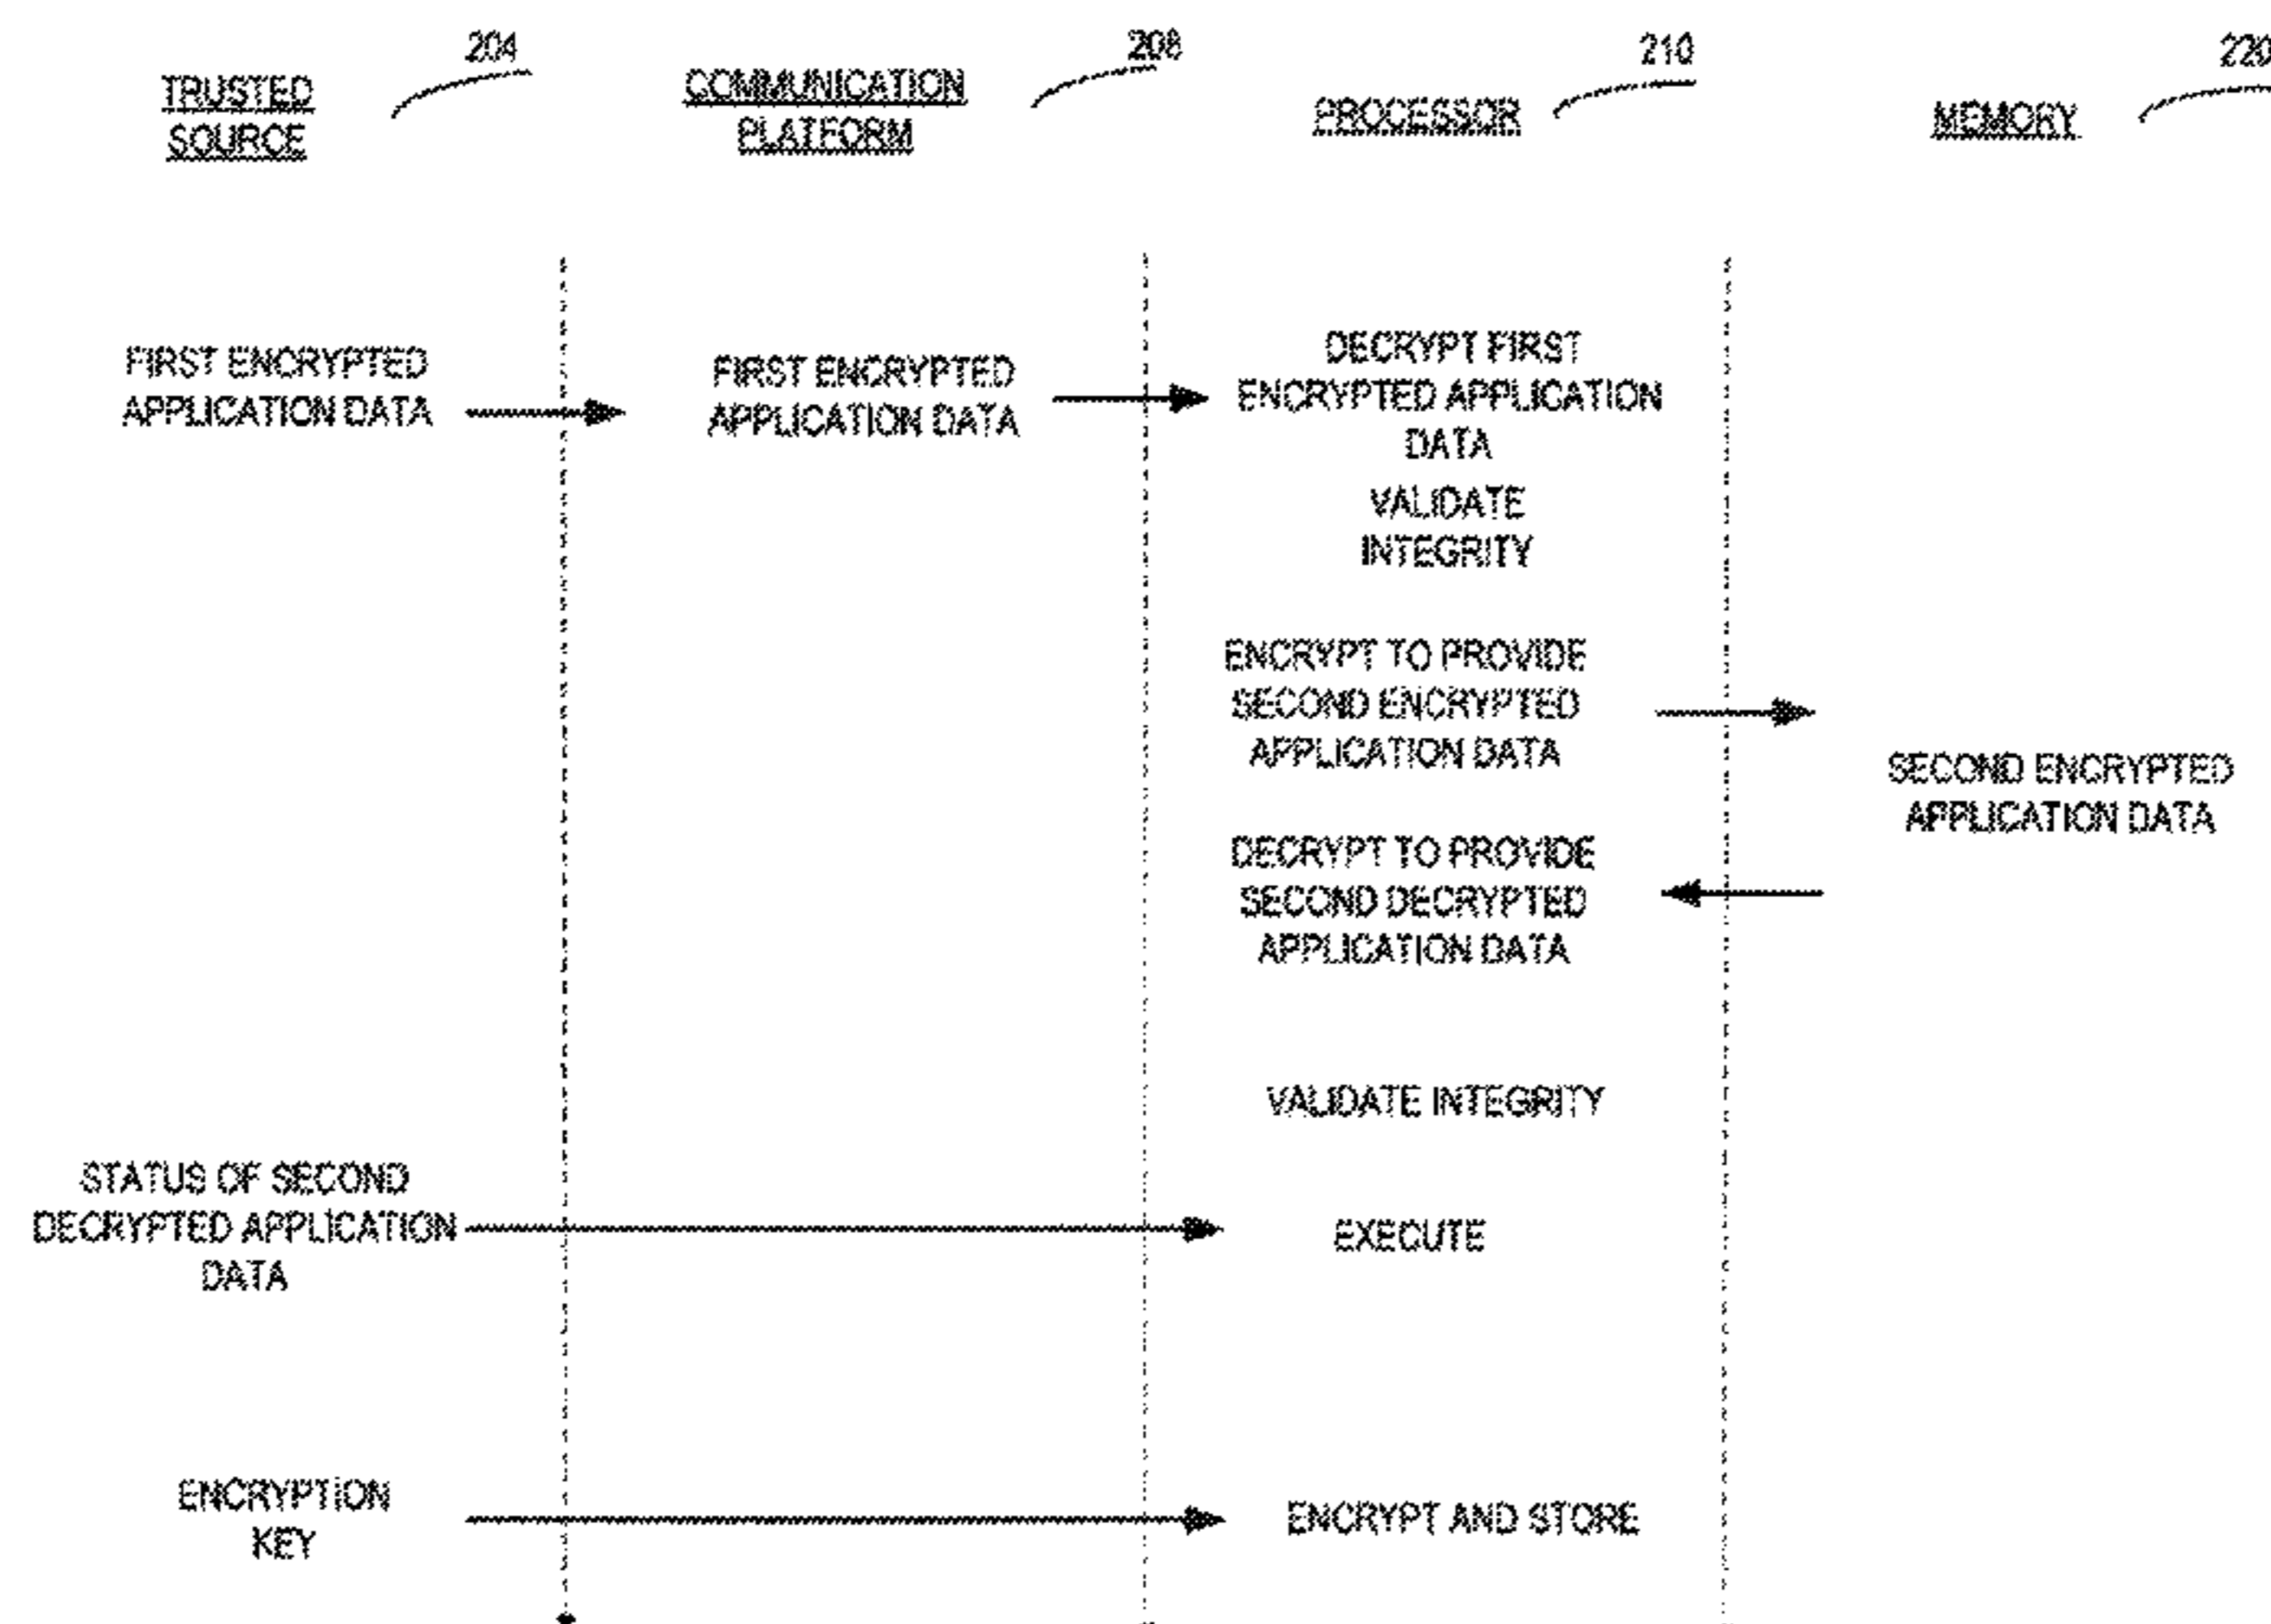 204
TRUSTED
SOURCE
208
COMMUNICATION
PLATFORM
210
PROCESSOR
220
MEMORY
FIRST ENCRYPTED
APPLICATION DATA
FIRST ENCRYPTED
APPLICATION DATA
DECRYPT FIRST
ENCRYPTED APPLICATION
DATA
VALIDATE
INTEGRITY
ENCRYPT TO PROVIDE
SECOND ENCRYPTED
APPLICATION DATA
SECOND ENCRYPTED
APPLICATION DATA
DECRYPT TO PROVIDE
SECOND DECRYPTED
APPLICATION DATA
VALIDATE INTEGRITY
STATUS OF SECOND
DECRYPTED APPLICATION
DATA
EXECUTE
ENCRYPTION
KEY
ENCRYPT AND STORE